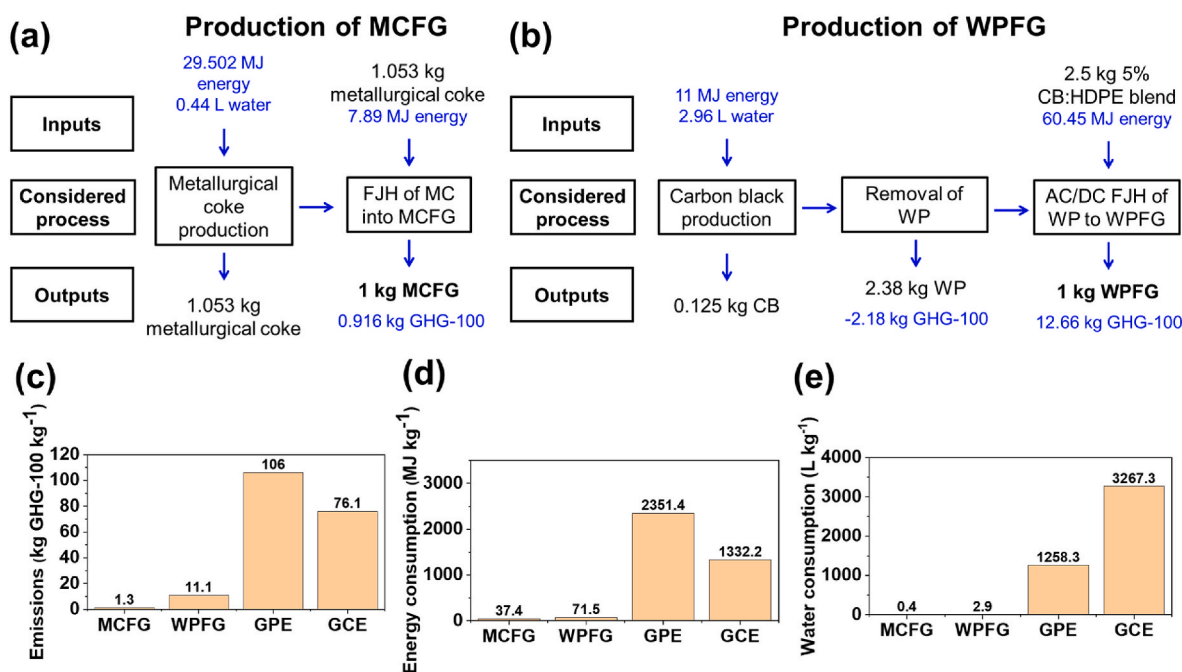 (a)
Production of MCFG
29.502 MJ
energy
0.44 L water
1.053 kg
metallurgical coke
7.89 MJ energy
Inputs
Considered
process
Metallurgical
coke
production
FJH of MC
into MCFG
Outputs
1.053 kg
metallurgical coke
1 kg MCFG
0.916 kg GHG-100
(b)
Production of WPFG
11 MJ energy
2.96 L water
2.5 kg 5%
CB:HDPE blend
60.45 MJ energy
Inputs
Considered
process
Carbon black
production
Removal of
WP
AC/DC FJH of
WP to WPFG
Outputs
0.125 kg CB
2.38 kg WP
-2.18 kg GHG-100
1 kg WPFG
12.66 kg GHG-100
(c)
Emissions (kg GHG-100 kg⁻¹)
120
100
80
60
40
20
0
1.3
11.1
106
76.1
MCFG WPFG GPE GCE
(d)
Energy consumption (MJ kg⁻¹)
3000
2000
1000
0
37.4
71.5
2351.4
1332.2
MCFG WPFG GPE GCE
(e)
Water consumption (L kg⁻¹)
4000
3000
2000
1000
0
0.4
2.9
1258.3
3267.3
MCFG WPFG GPE GCE